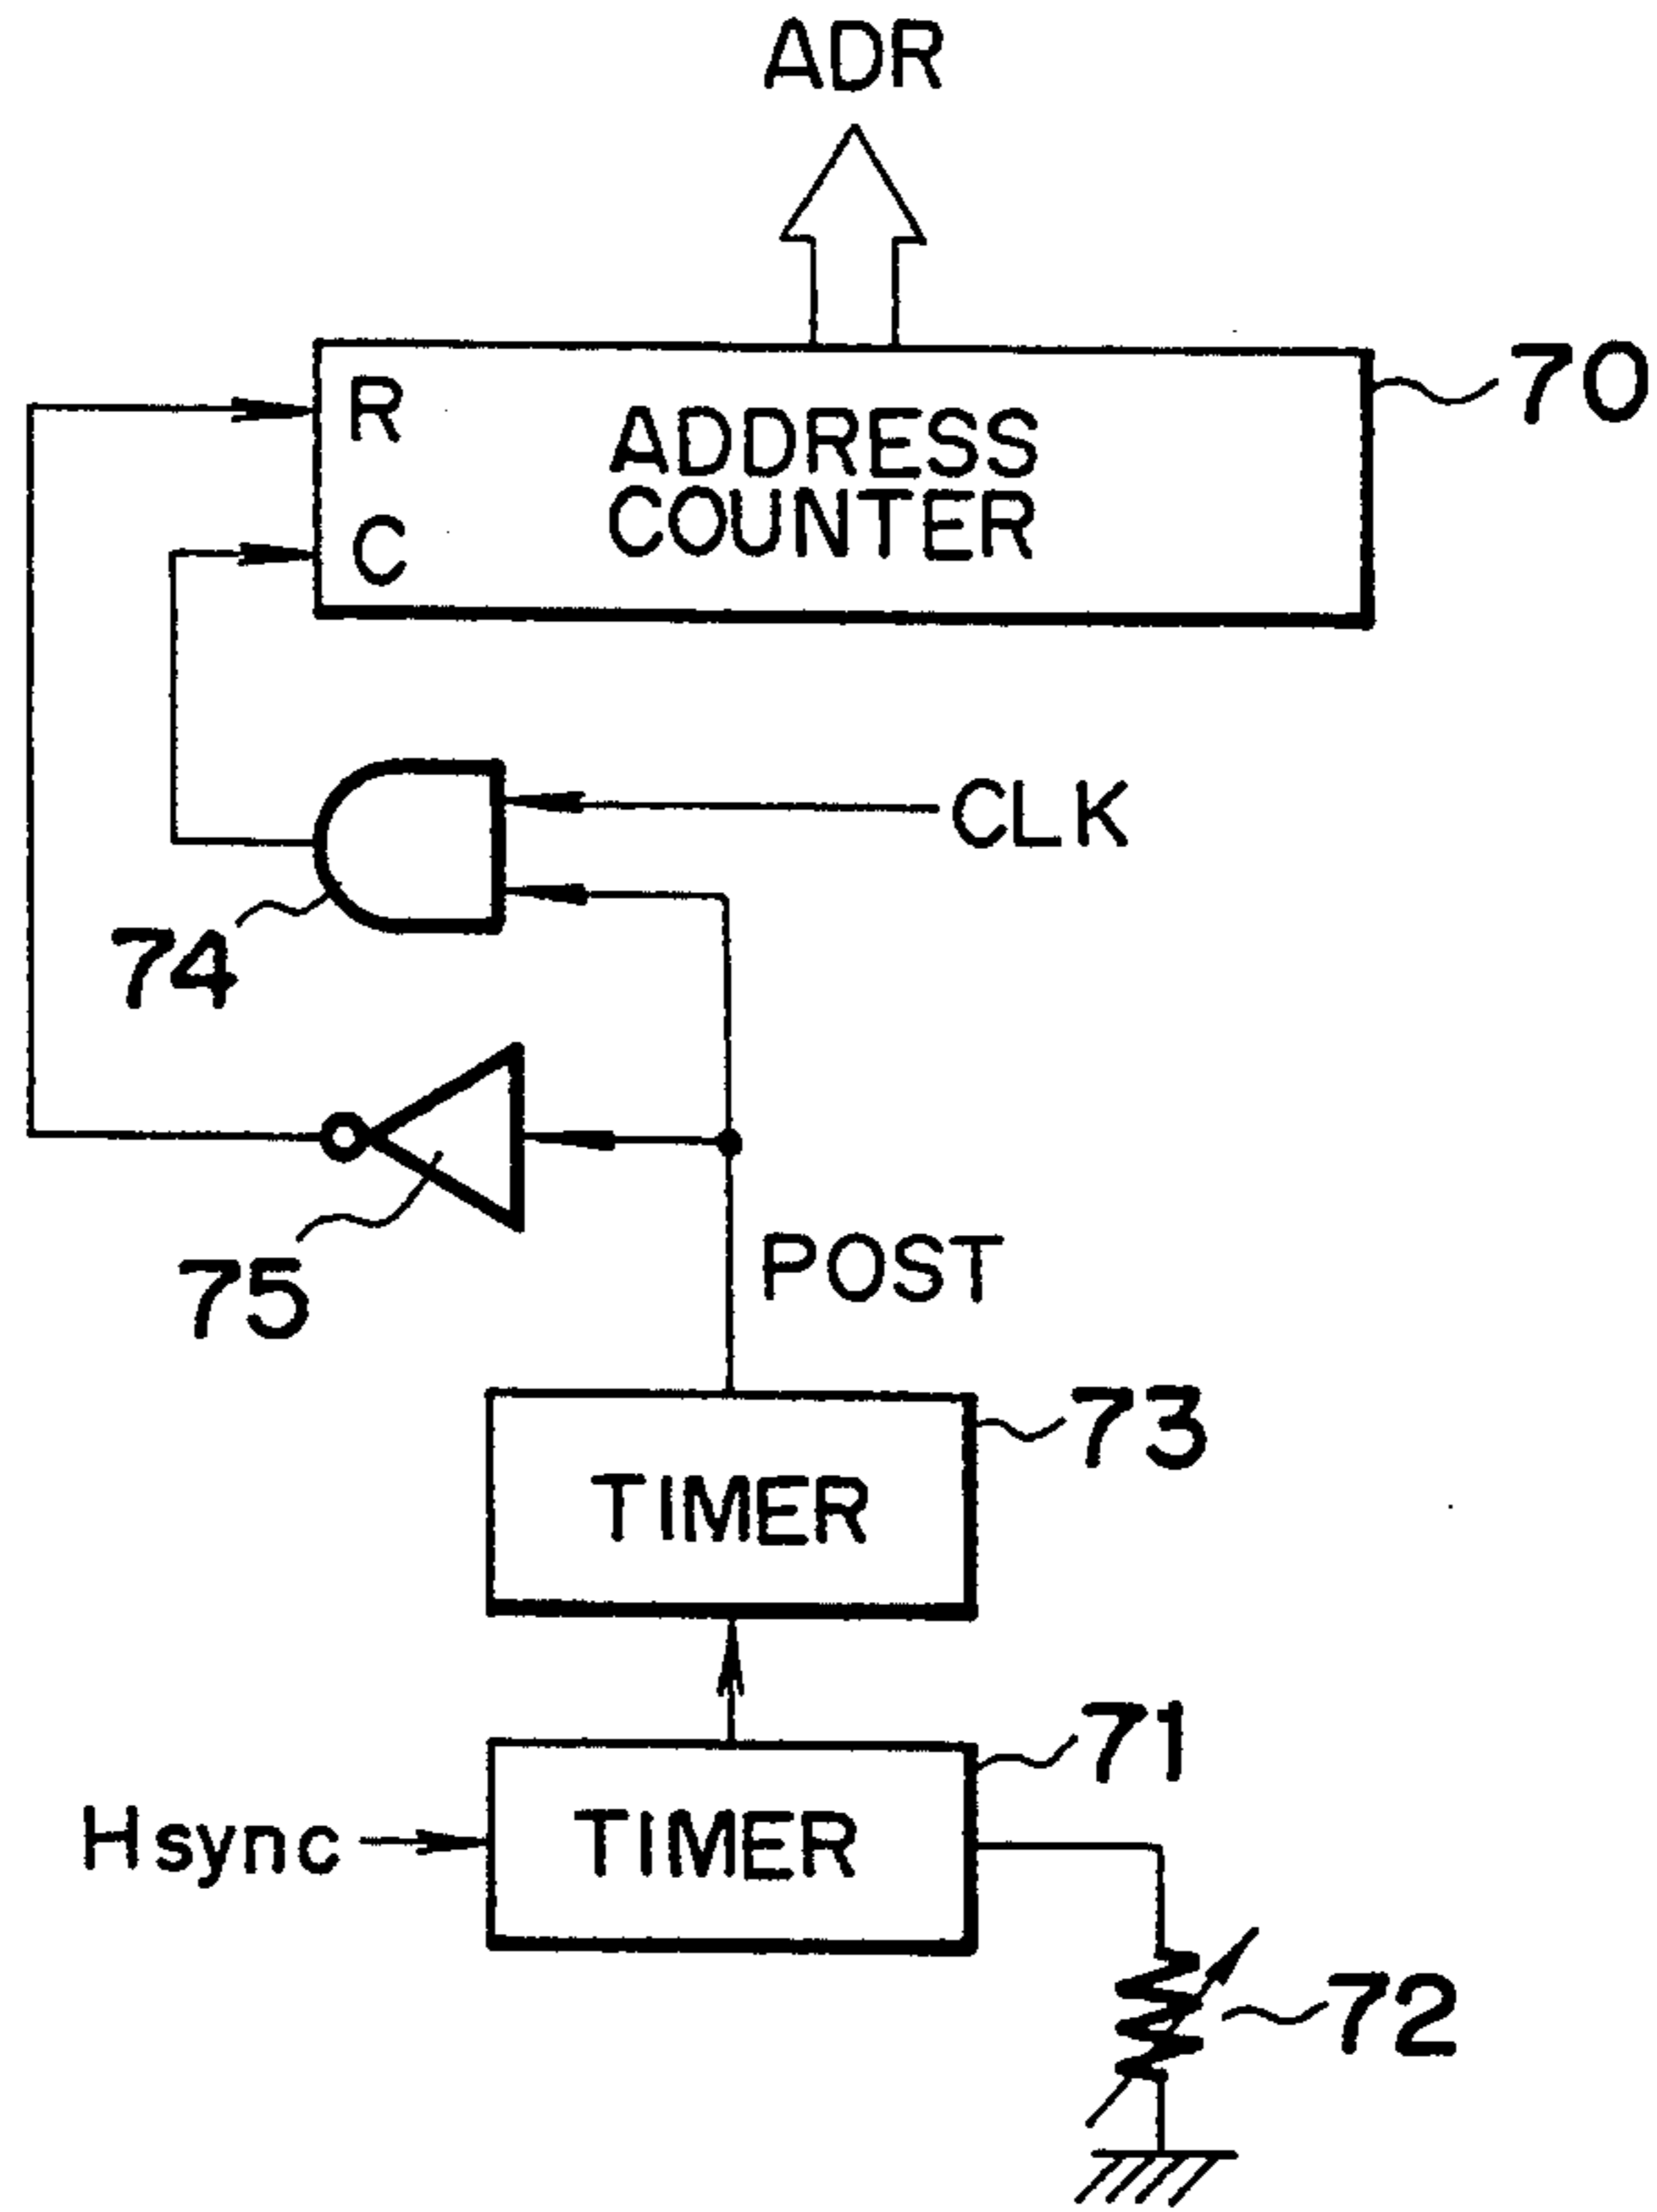 ADR
R
ADDRESS
COUNTER
C
70
CLK
74
75
POST
73
TIMER
71
Hsync
TIMER
72